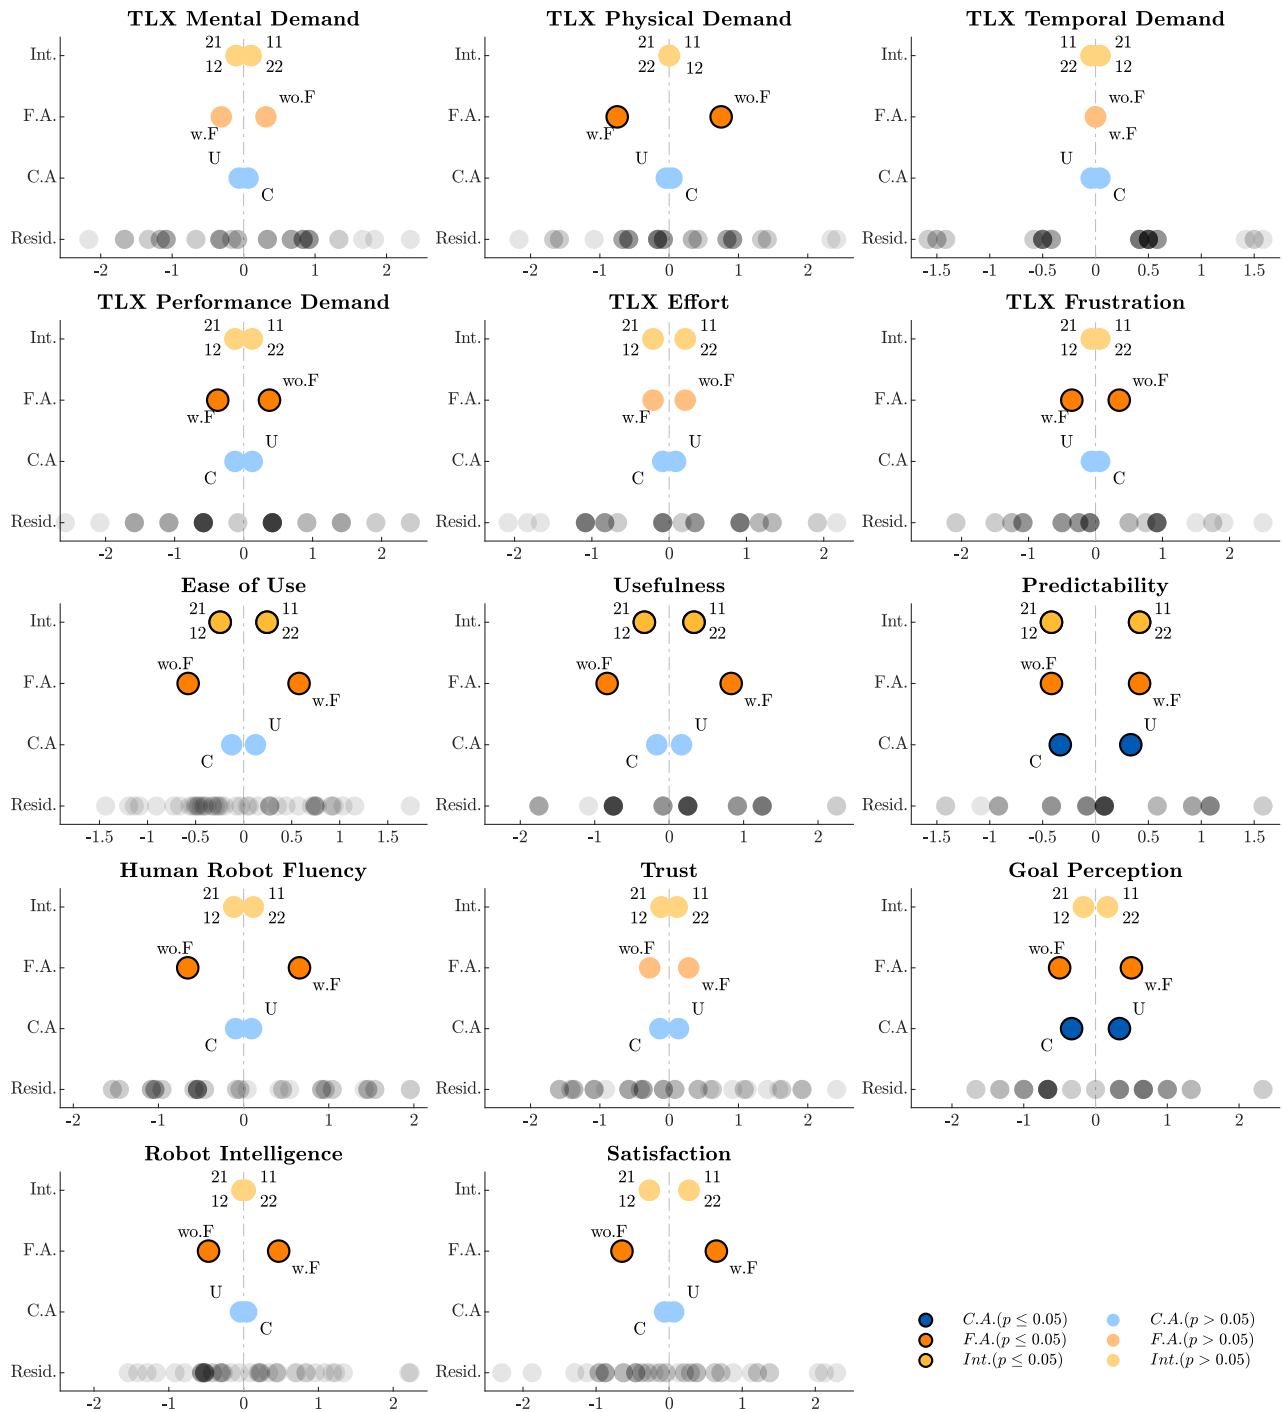 TLX Mental Demand
Int.
21
11
12
22
F.A.
wo.F
w.F
U
C.A
C
Resid.
-2 -1 0 1 2
TLX Physical Demand
Int.
21
11
22
12
F.A.
wo.F
w.F
U
C.A
C
Resid.
-2 -1 0 1 2
TLX Temporal Demand
Int.
11
21
22
12
F.A.
wo.F
w.F
U
C.A
C
Resid.
-1.5 -1 -0.5 0 0.5 1 1.5
TLX Performance Demand
Int.
21
11
12
22
F.A.
wo.F
w.F
U
C.A
C
Resid.
-2 -1 0 1 2
TLX Effort
Int.
21
11
12
22
F.A.
wo.F
w.F
U
C.A
C
Resid.
-2 -1 0 1 2
TLX Frustration
Int.
21
11
12
22
F.A.
wo.F
w.F
U
C.A
C
Resid.
-2 -1 0 1 2
Ease of Use
Int.
21
11
12
22
wo.F
F.A.
w.F
U
C.A
C
Resid.
-1.5 -1 -0.5 0 0.5 1 1.5
Usefulness
Int.
21
11
12
22
wo.F
F.A.
w.F
U
C.A
C
Resid.
-2 -1 0 1 2
Predictability
Int.
21
11
12
22
wo.F
F.A.
w.F
U
C.A
C
Resid.
-1.5 -1 -0.5 0 0.5 1 1.5
Human Robot Fluency
Int.
21
11
12
22
wo.F
F.A.
w.F
U
C.A
C
Resid.
-2 -1 0 1 2
Trust
Int.
21
11
12
22
wo.F
F.A.
w.F
U
C.A
C
Resid.
-2 -1 0 1 2
Goal Perception
Int.
21
11
12
22
wo.F
F.A.
w.F
U
C.A
C
Resid.
-2 -1 0 1 2
Robot Intelligence
Int.
21
11
12
22
wo.F
F.A.
w.F
U
C.A
C
Resid.
-2 -1 0 1 2
Satisfaction
Int.
21
11
12
22
wo.F
F.A.
w.F
U
C.A
C
Resid.
-2 -1 0 1 2
C.A.(p ≤ 0.05) C.A.(p > 0.05)
F.A.(p ≤ 0.05) F.A.(p > 0.05)
Int.(p ≤ 0.05) Int.(p > 0.05)